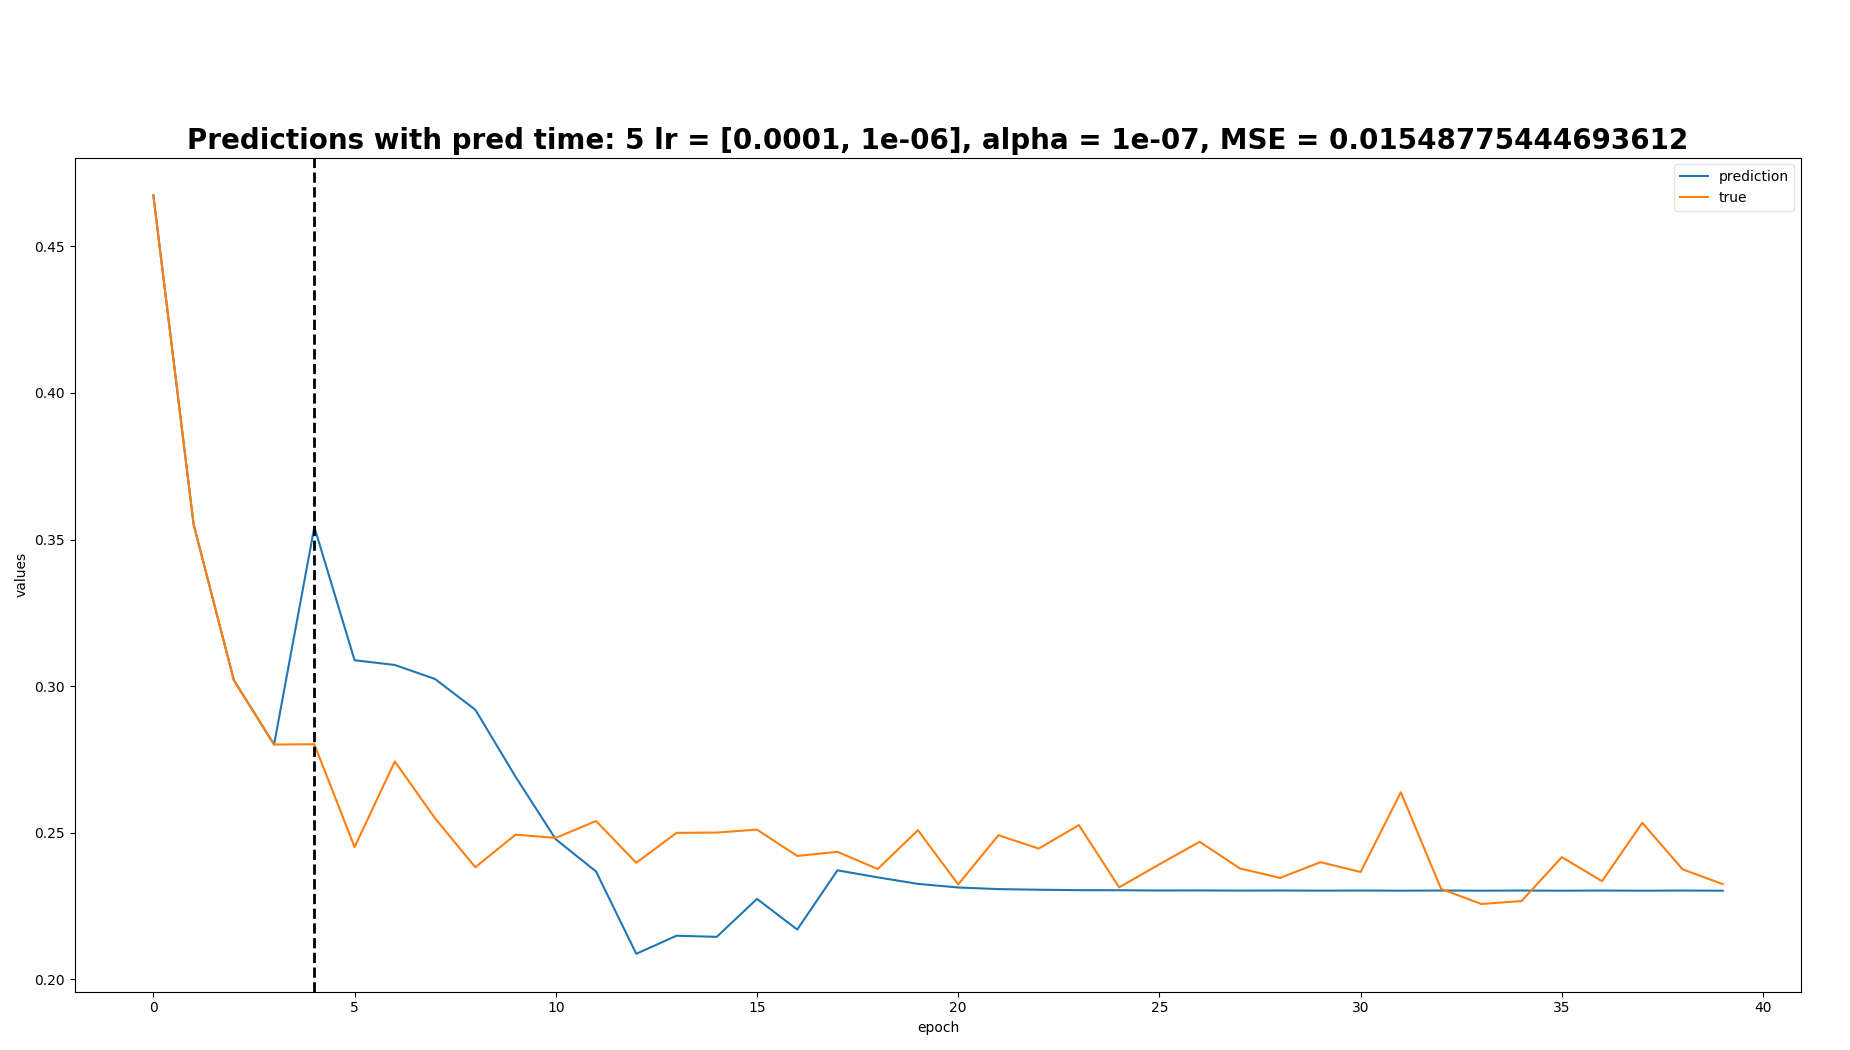 Predictions with pred time: 5 lr = [0.0001, 1e-06], alpha = 1e-07, MSE = 0.01548775444693612
prediction
true
0.45
0.40
0.35
0.30
0.25
0.20
values
0 5 10 15 20 25 30 35 40
epoch